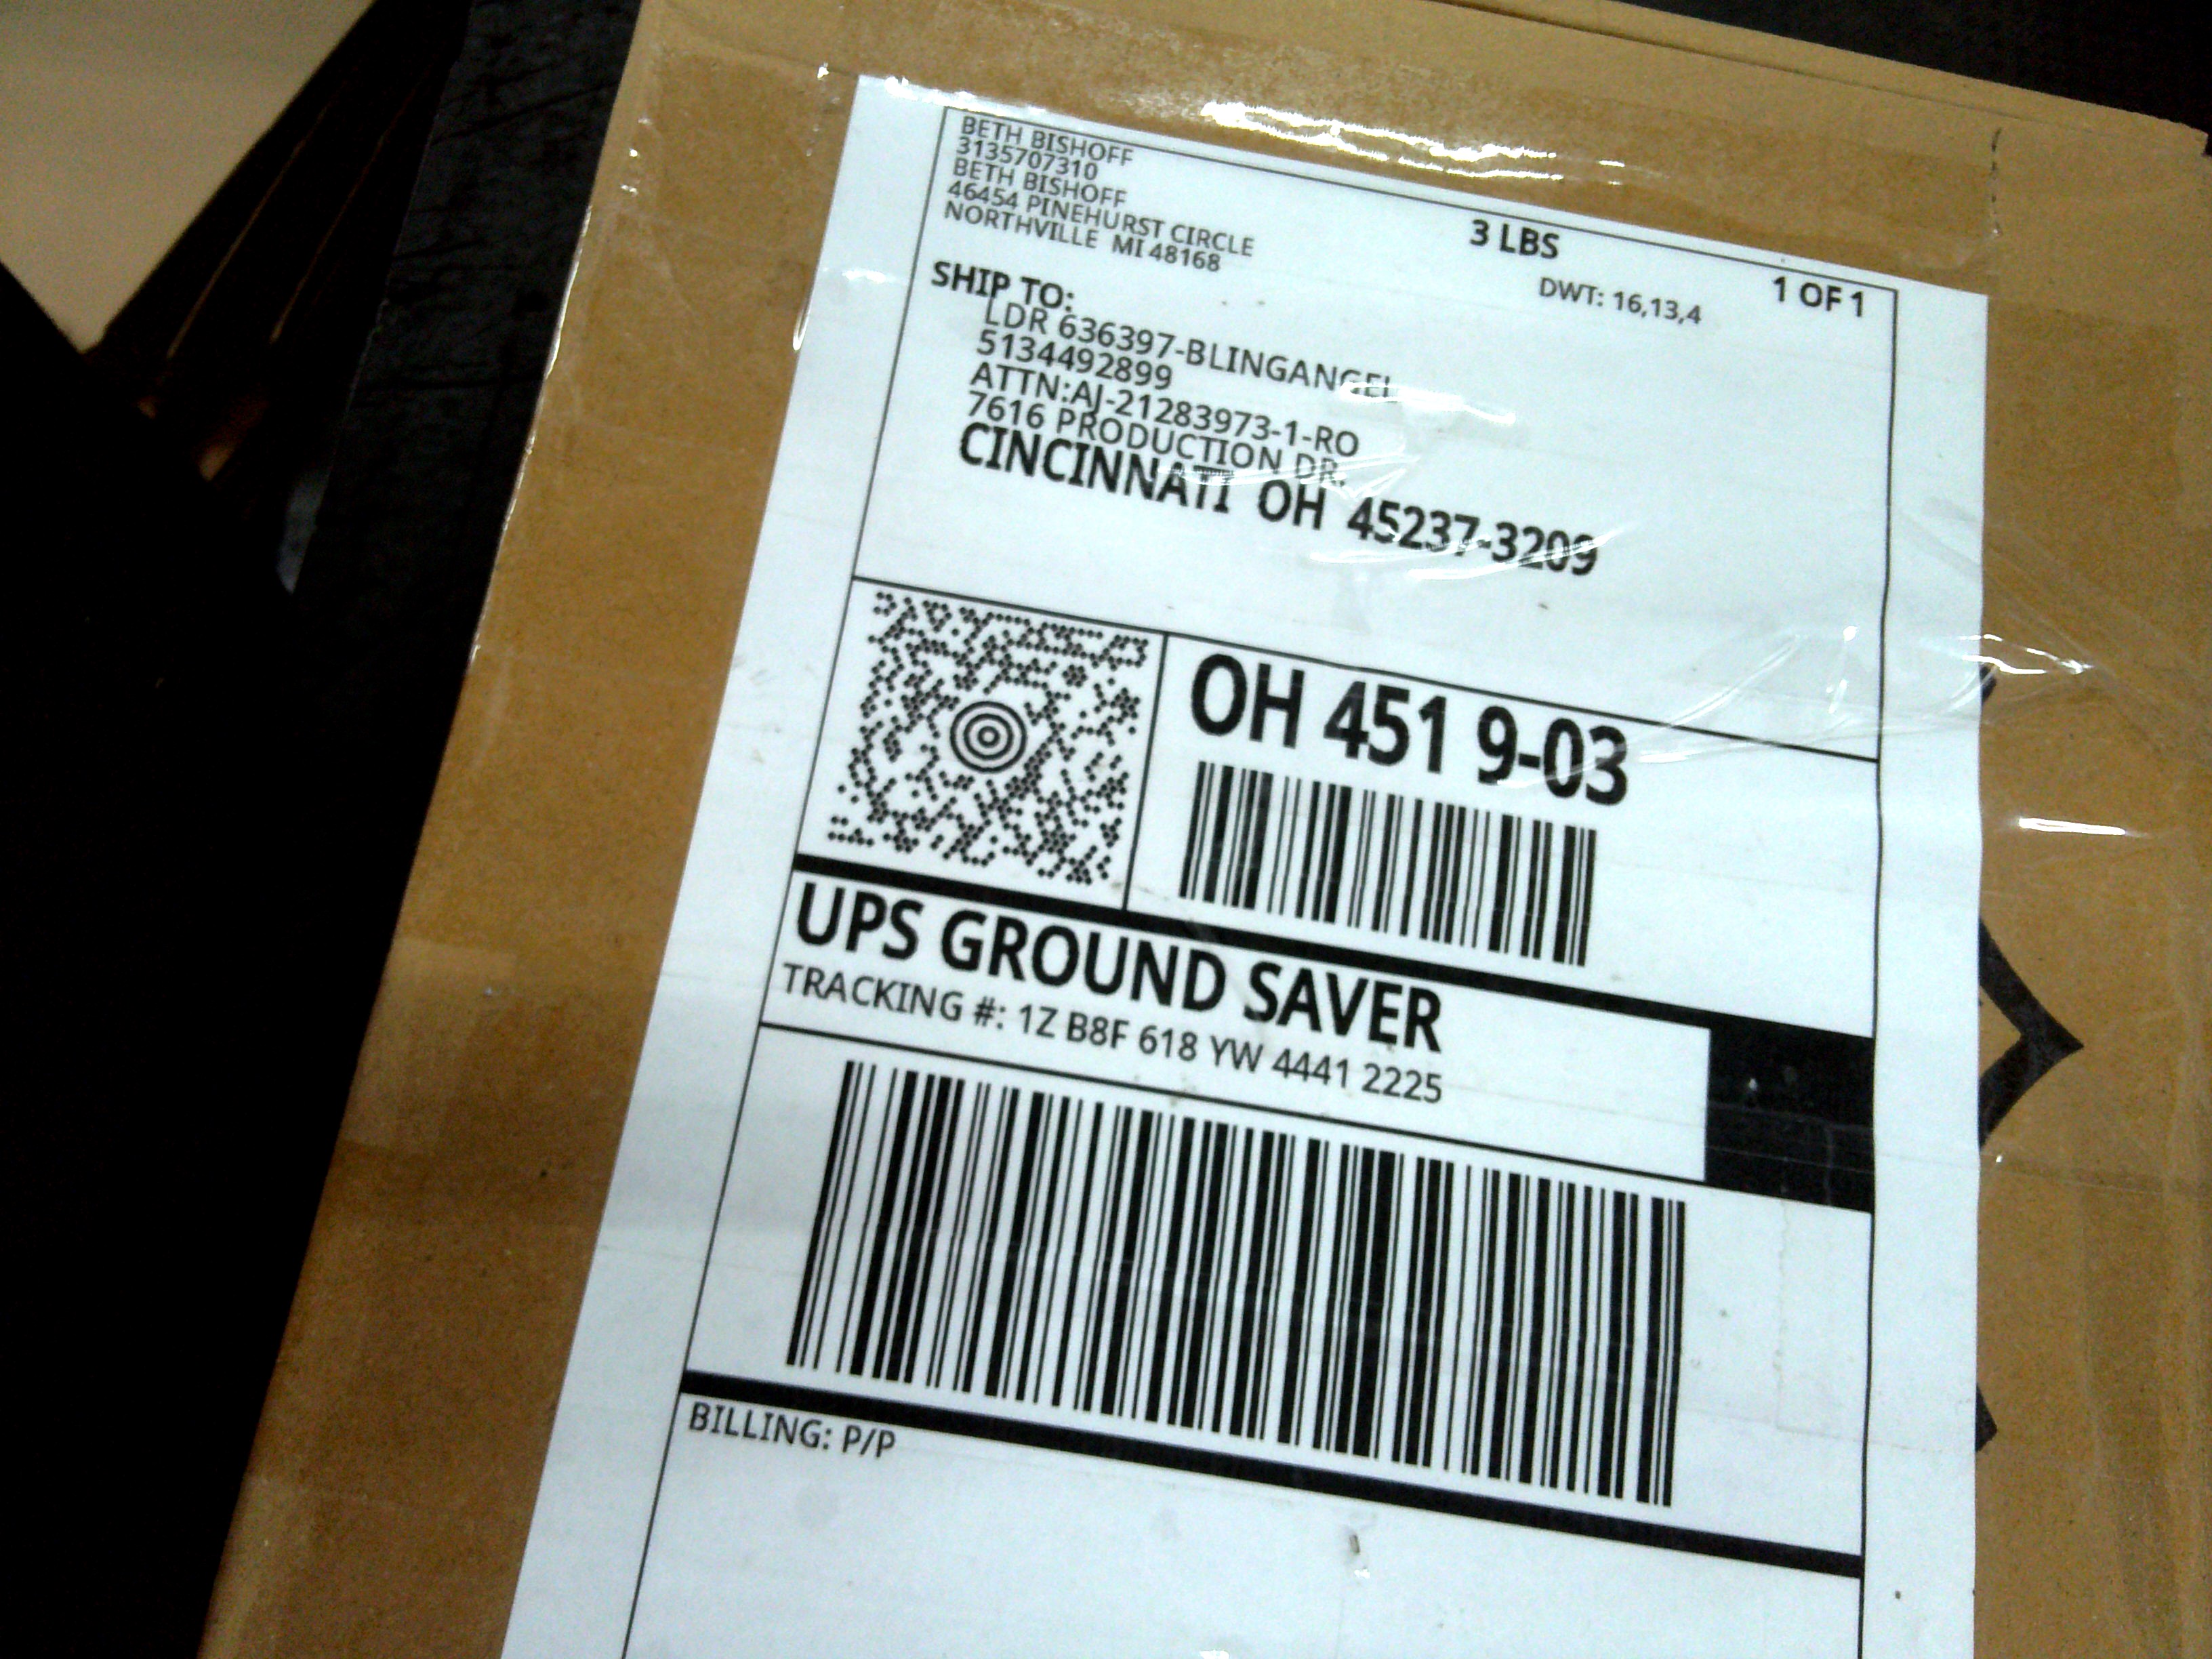 BETH BISHOFF
3135707310
BETH BISHOFF
46454 PINEHURST CIRCLE
NORTHVILLE MI 48168
3 LBS
1 OF 1
DWT: 16,13,4
SHIP TO:
LDR 636397-BLINGANGEL
5134492899
ATTN:AJ-21283973-1-RO
7616 PRODUCTION DR.
CINCINNATI OH 45237-3209
OH 451 9-03
UPS GROUND SAVER
TRACKING #: 1Z B8F 618 YW 4441 2225
BILLING: P/P